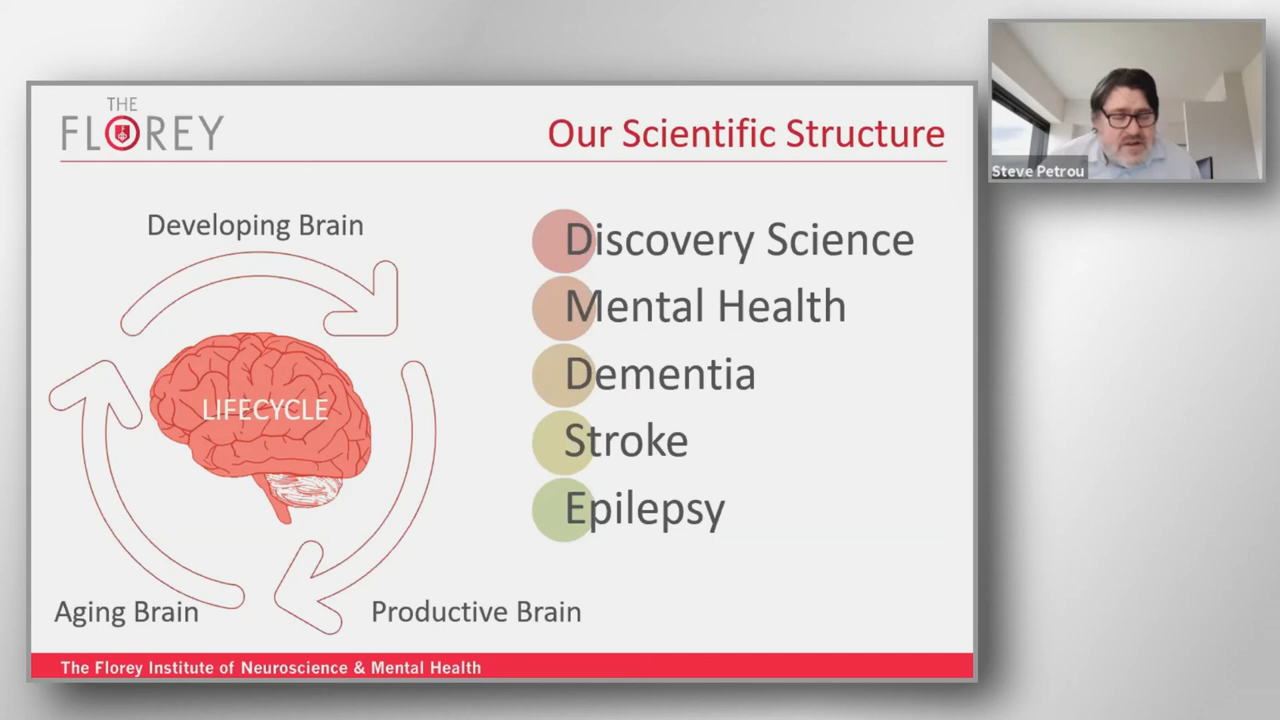 THE
FLOREY
Our Scientific Structure
Steve Petrou
Developing Brain
LIFECYCLE
Aging Brain
Productive Brain
Discovery Science
Mental Health
Dementia
Stroke
Epilepsy
The Florey Institute of Neuroscience & Mental Health